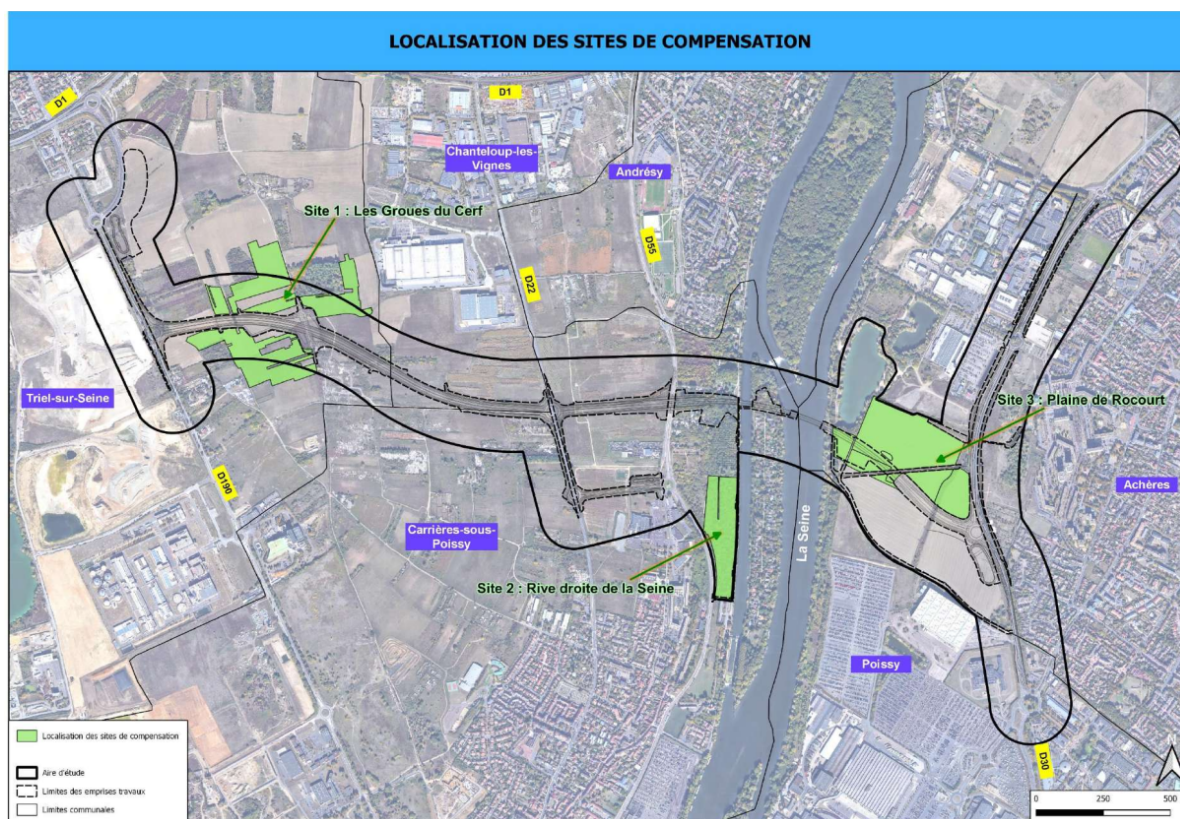 LOCALISATION DES SITES DE COMPENSATION
D1
D1
Chanteloup-les-
Vignes
Andrésy
Site 1 : Les Groues du Cerf
D55
D22
Triel-sur-Seine
Site 3 : Plaine de Rocourt
D190
Achères
Carrières-sous-
Poissy
La Seine
Site 2 : Rive droite de la Seine
Poissy
D30
Localisation des sites de compensation
Aire d'étude
Limites des emprises travaux
Limites communales
0 250 500